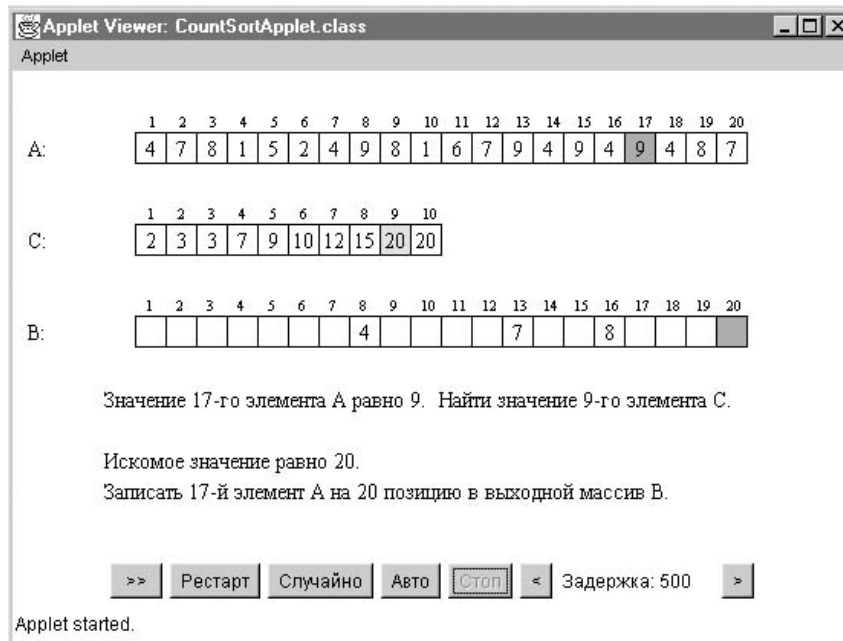 Applet Viewer: CountSortApplet.class
Applet
1 2 3 4 5 6 7 8 9 10 11 12 13 14 15 16 17 18 19 20
A: 4 7 8 1 5 2 4 9 8 1 6 7 9 4 9 4 9 4 8 7
1 2 3 4 5 6 7 8 9 10
C: 2 3 3 7 9 10 12 15 20 20
1 2 3 4 5 6 7 8 9 10 11 12 13 14 15 16 17 18 19 20
B: 4 7 8
Значение 17-го элемента A равно 9. Найти значение 9-го элемента C.
Искомое значение равно 20.
Записать 17-й элемент A на 20 позицию в выходной массив B.
>> Рестарт Случайно Авто Стоп < Задержка: 500 >
Applet started.